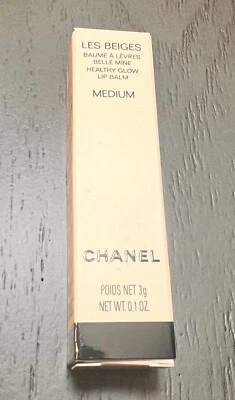 LES BEIGES
BAUME À LÈVRES
BELLE MINE
HEALTHY GLOW
LIP BALM
MEDIUM
CHANEL
POIDS NET 3g
NET WT. 0.1 OZ.